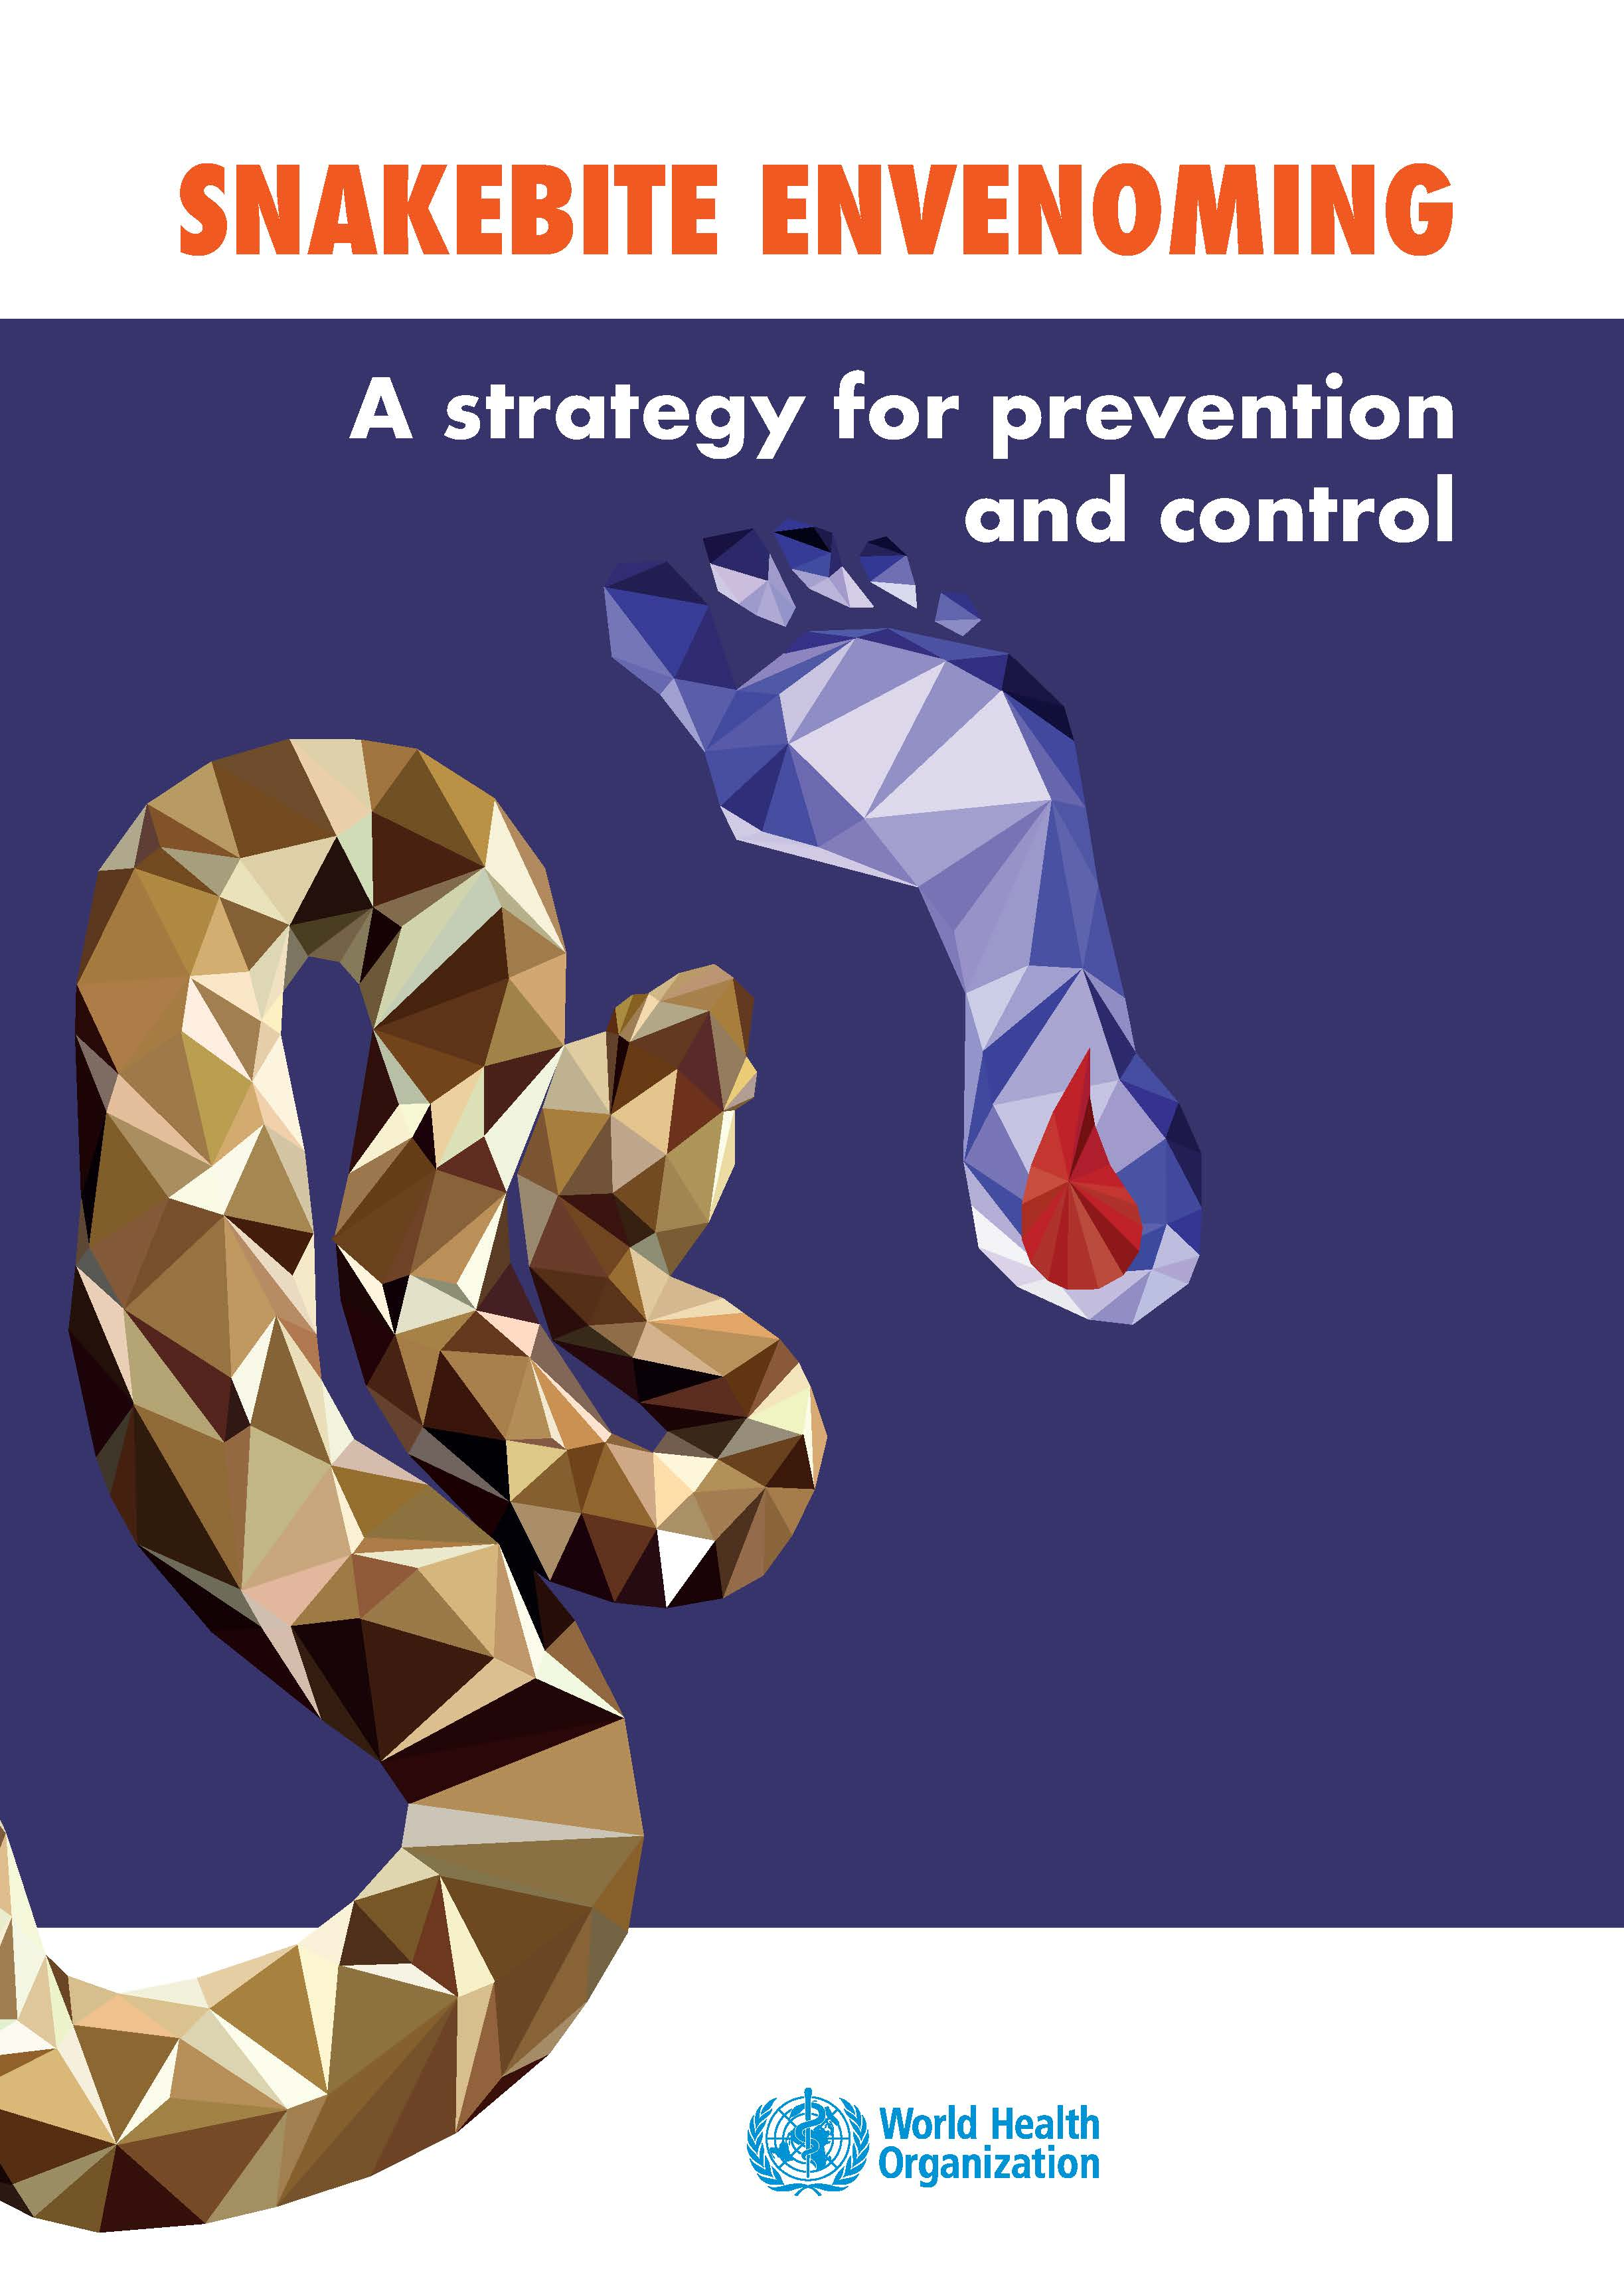 SNAKEBITE ENVENOMING
A strategy for prevention
and control
World Health
Organization